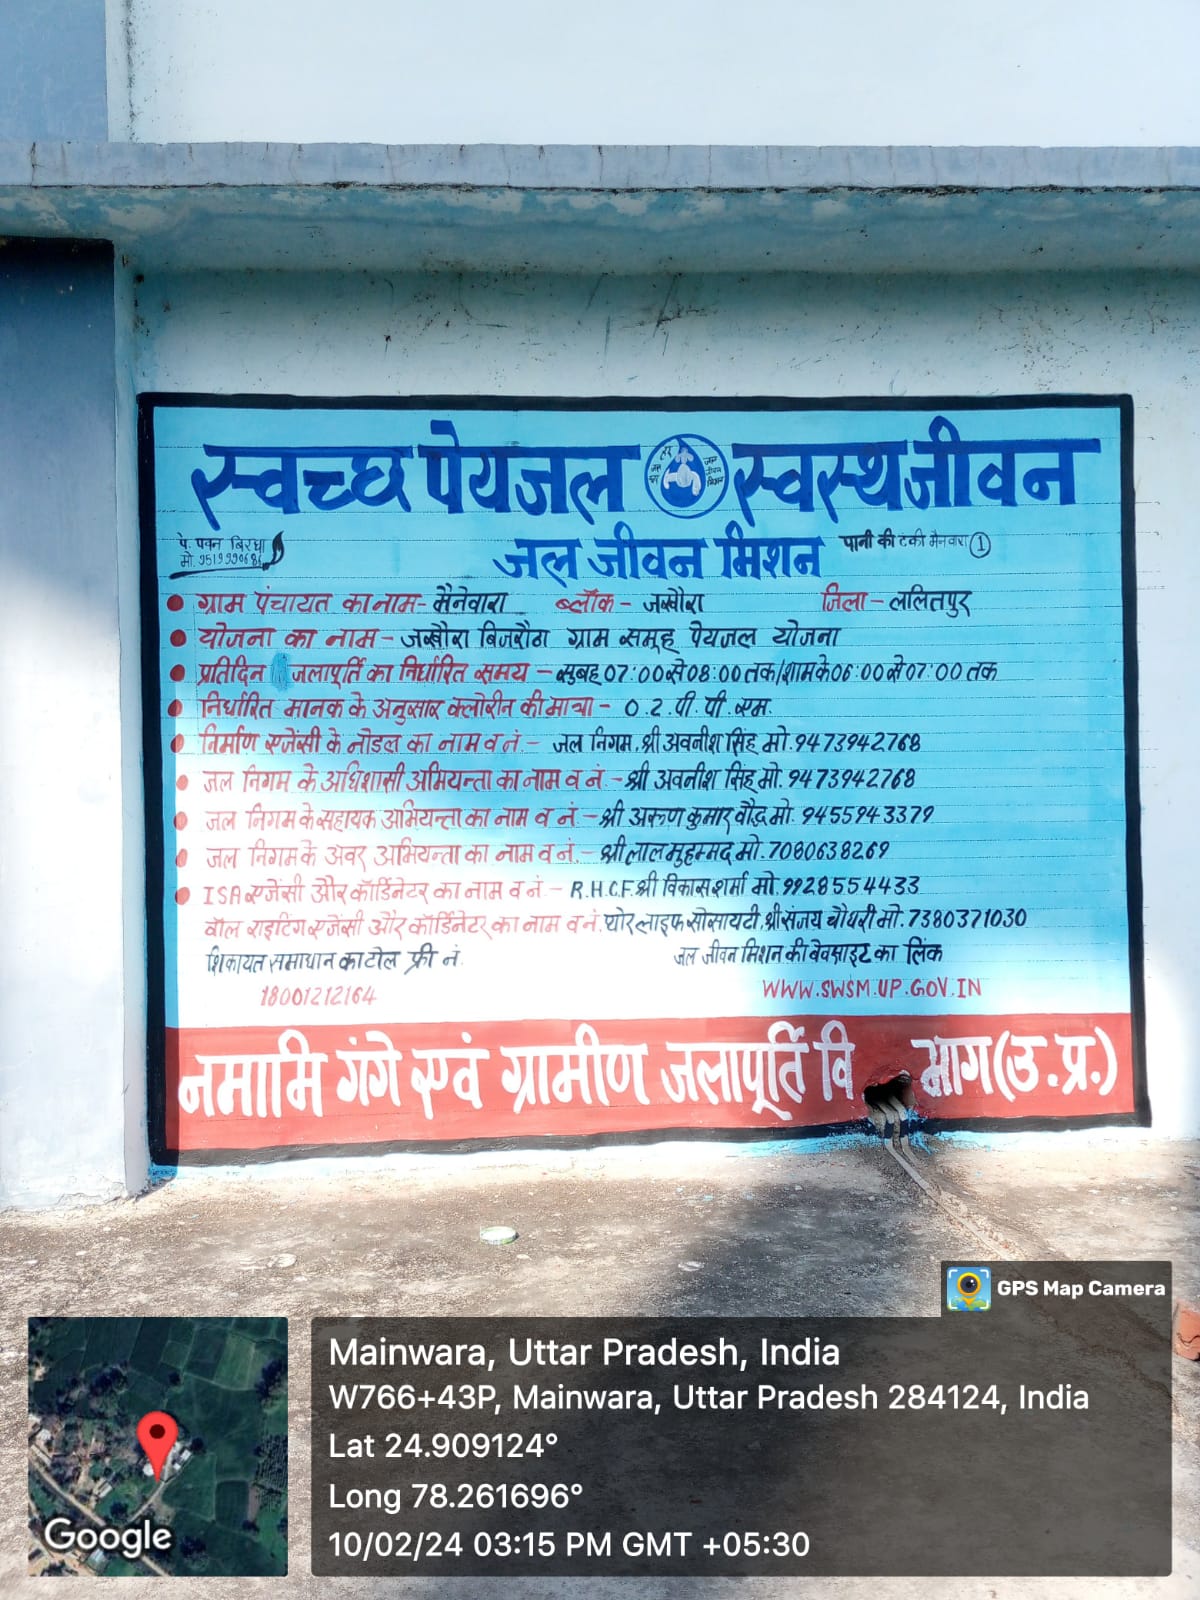 स्वच्छ पेयजल स्वस्थ जीवन
पे. पवन बिरधा
मो. 9519990686
जल जीवन मिशन
पानी की टंकी मैनवारा 1
ग्राम पंचायत का नाम- मैनवारा ब्लॉक- जखौरा जिला- ललितपुर
योजना का नाम- जखौरा बिजरौठा ग्राम समूह पेयजल योजना
प्रतिदिन जलापूर्ति का निर्धारित समय - सुबह 07:00 से 08:00 तक/शाम के 06:00 से 07:00 तक
निर्धारित मानक के अनुसार क्लोरीन की मात्रा - 0.2 पी.पी.एम.
निर्माण एजेंसी के नोडल का नाम व नं.- जल निगम, श्री अवनीश सिंह मो.9473942768
जल निगम के अधिशासी अभियन्ता का नाम व नं.- श्री अवनीश सिंह मो. 9473942768
जल निगम के सहायक अभियन्ता का नाम व नं.- श्री अरुण कुमार बौद्ध मो. 9455943379
जल निगम के अवर अभियन्ता का नाम व नं.- श्री लाल मुहम्मद मो.7080638269
ISA एजेंसी और कॉर्डिनेटर का नाम व नं.- R.H.C.F. श्री विकास शर्मा मो.9928554433
वॉल राइटिंग एजेंसी और कॉर्डिनेटर का नाम व नं. योर लाइफ सोसायटी, श्री संजय चौधरी मो.7380371030
शिकायत समाधान का टोल फ्री नं. जल जीवन मिशन की बेवसाइट का लिंक
18001212164 WWW.SWSM.UP.GOV.IN
नमामि गंगे एवं ग्रामीण जलापूर्ति विभाग (उ.प्र.)
GPS Map Camera
Mainwara, Uttar Pradesh, India
W766+43P, Mainwara, Uttar Pradesh 284124, India
Lat 24.909124°
Long 78.261696°
10/02/24 03:15 PM GMT +05:30
Google